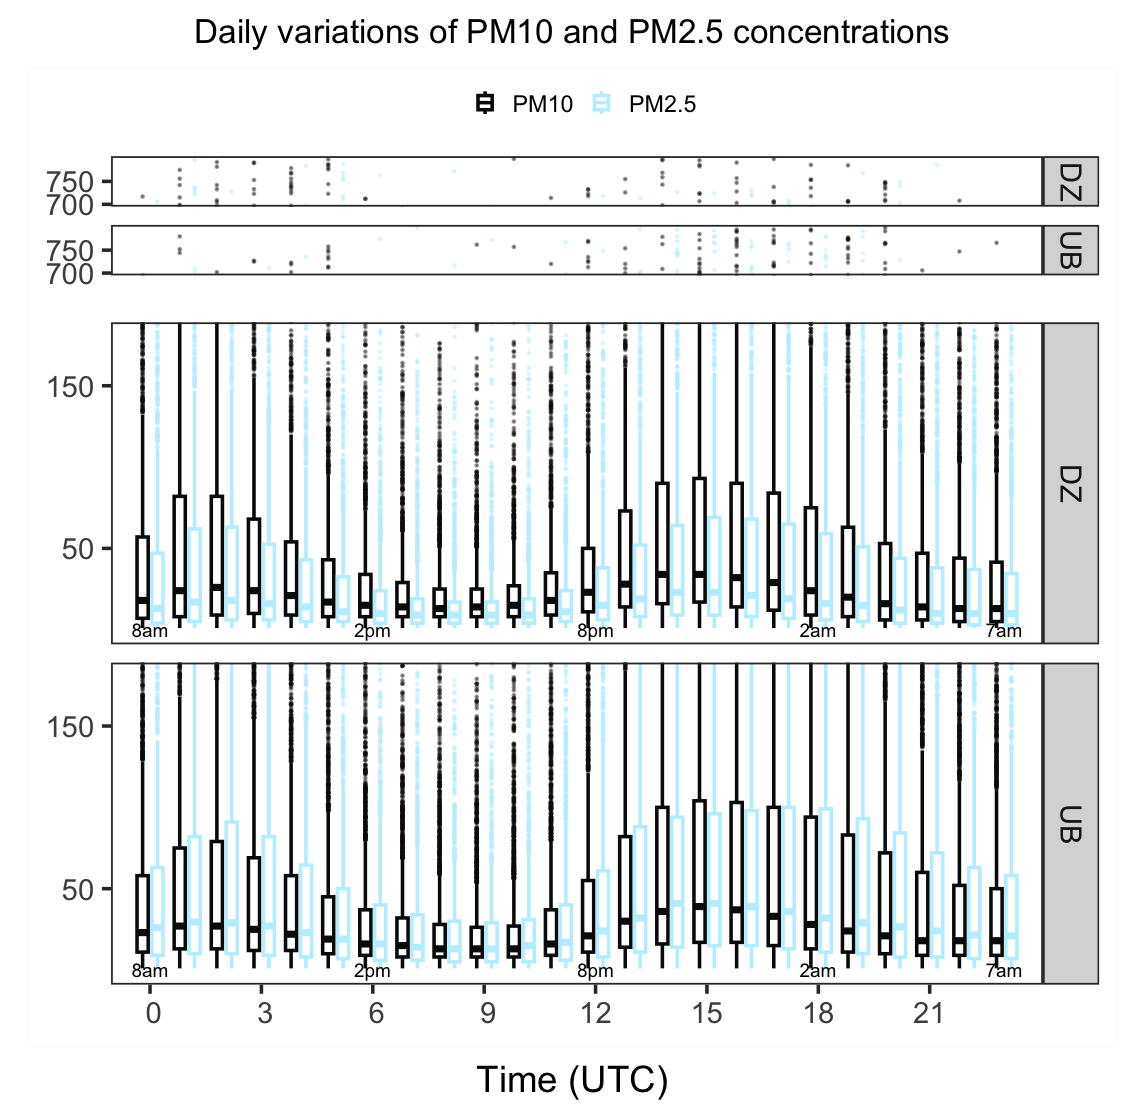 Daily variations of PM10 and PM2.5 concentrations
PM10 PM2.5
750
700
DZ
750
700
UB
150
50
DZ
8am 2pm 8pm 2am 7am
150
50
UB
8am 2pm 8pm 2am 7am
0 3 6 9 12 15 18 21
Time (UTC)